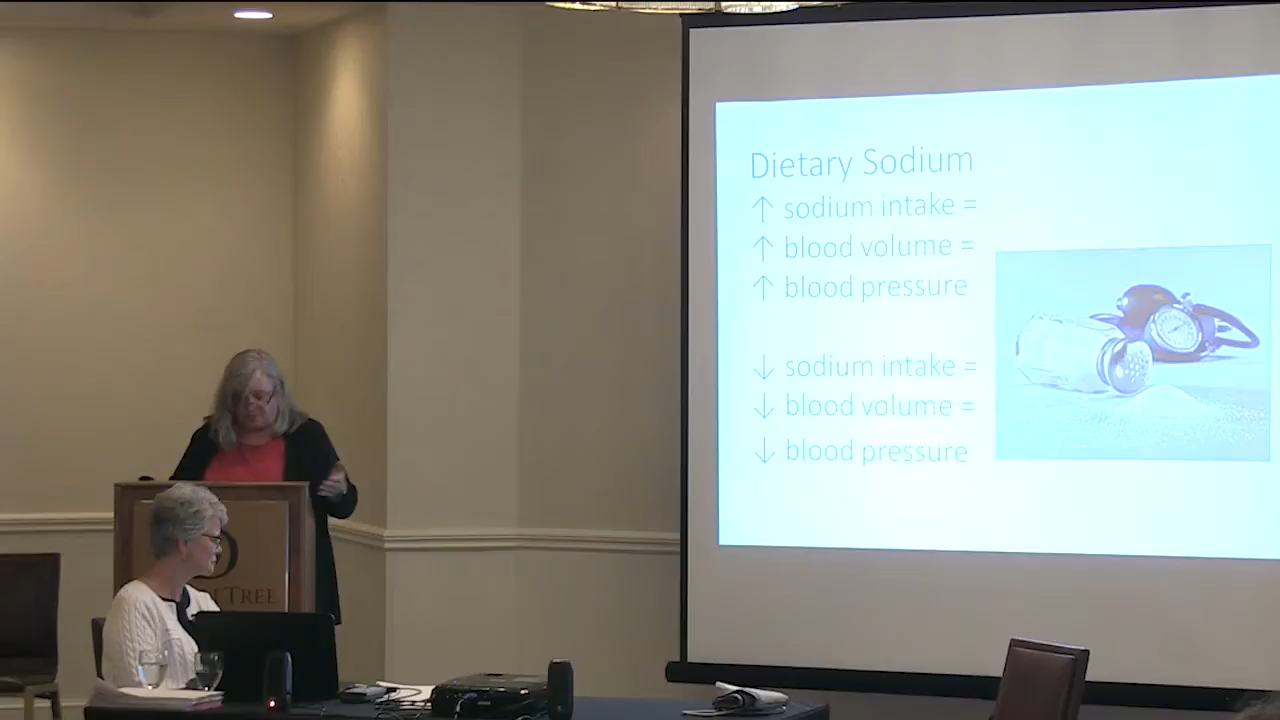 Dietary Sodium
↑ sodium intake =
↑ blood volume =
↑ blood pressure
↓ sodium intake =
↓ blood volume =
↓ blood pressure
TREE